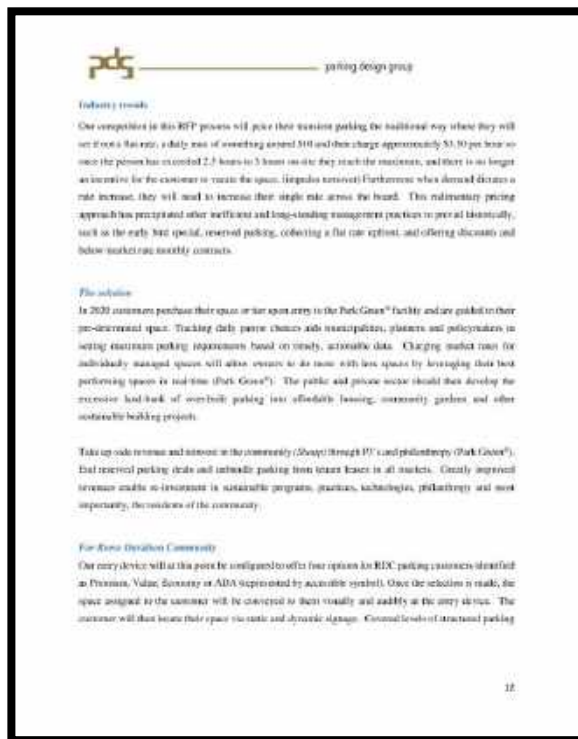 pdg
parking design group
Industry trends
Our competition in this RFP process will price their transient parking the traditional way where they will
set if not a flat rate, a daily max of something around $10 and then charge approximately $3.50 per hour so
once the person has exceeded 2.5 hours to 3 hours on-site they reach the maximum, and there is no longer
an incentive for the customer to vacate the space. (impedes turnover) Furthermore when demand dictates a
rate increase, they will need to increase their single rate across the board. This rudimentary pricing
approach has precipitated other inefficient and long-standing management practices to prevail historically,
such as the early bird special, reserved parking, collecting a flat rate upfront, and offering discounts and
below market rate monthly contracts.
The solution
In 2020 customers purchase their space or tier upon entry to the Park Green® facility and are guided to their
pre-determined space. Tracking daily patron choices aids municipalities, planners and policymakers in
setting maximum parking requirements based on timely, actionable data. Charging market rates for
individually managed spaces will allow owners to do more with less spaces by leveraging their best
performing spaces in real-time (Park Green®). The public and private sector should then develop the
excessive land-bank of over-built parking into affordable housing, community gardens and other
sustainable building projects.
Take up side revenue and reinvest in the community (Shoup) through P3's and philanthropy (Park Green®).
End reserved parking deals and unbundle parking from tenant leases in all markets. Greatly improved
revenues enable re-investment in sustainable programs, practices, technologies, philanthropy and most
importantly, the residents of the community.
For Davidson Community
Our entry device will at this point be configured to offer four options for RDC parking customers identified
as Premium, Value, Economy or ADA (represented by accessible symbol). Once the selection is made, the
space assigned to the customer will be conveyed to them visually and audibly at the entry device. The
customer will then locate their space via static and dynamic signage. Covered levels of structured parking